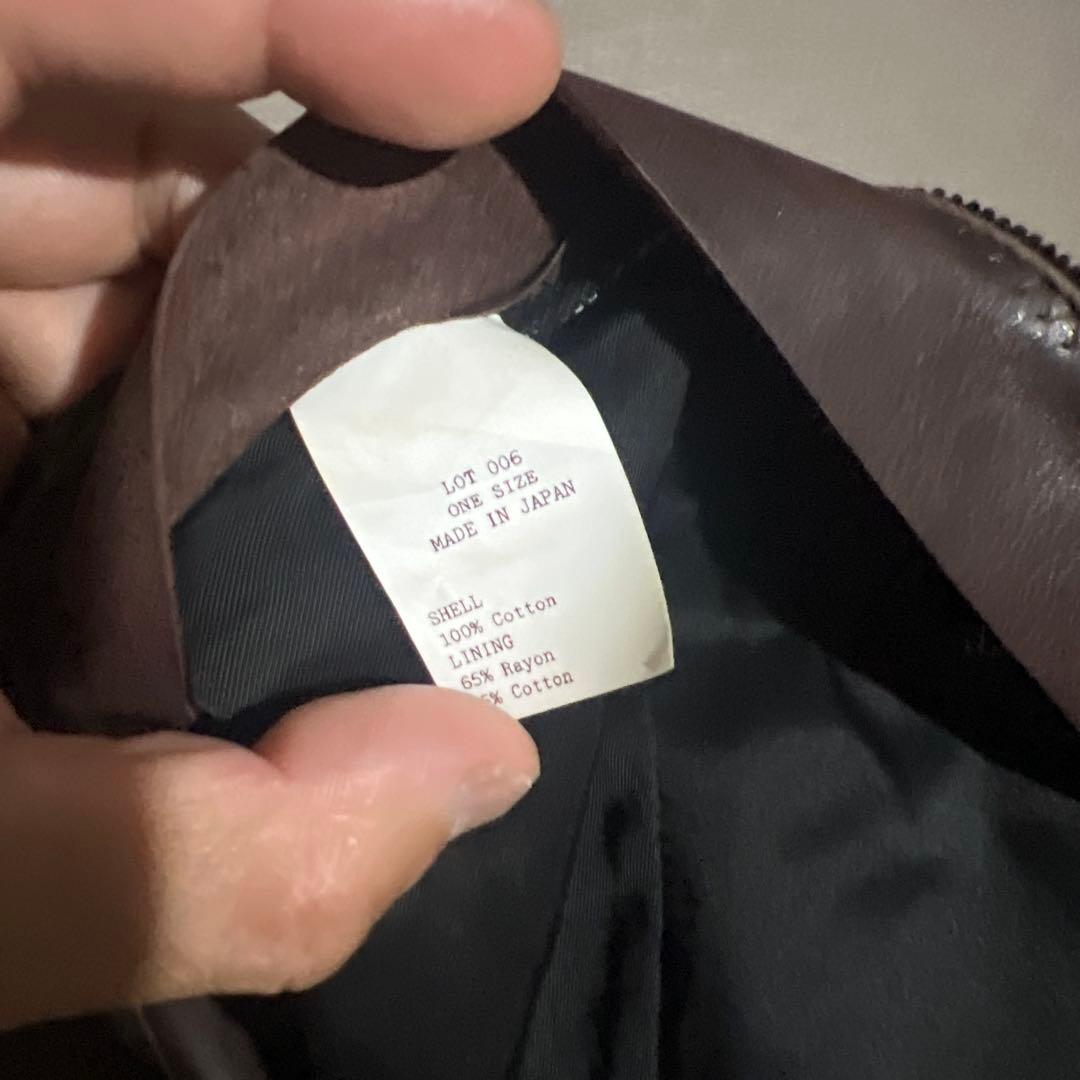 LOT 006
ONE SIZE
MADE IN JAPAN
SHELL
100% Cotton
LINING
65% Rayon
5% Cotton